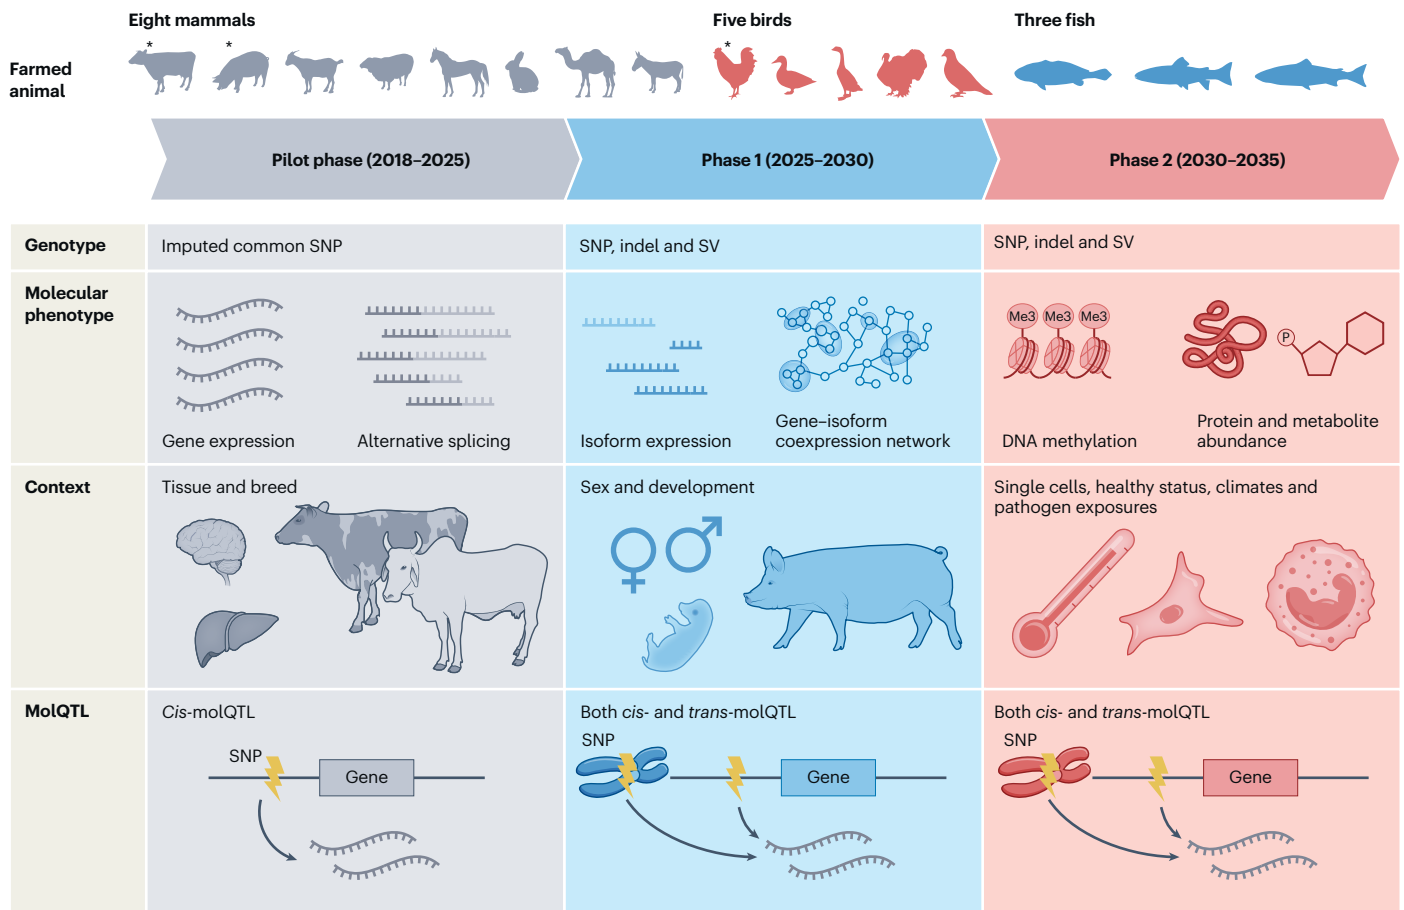 Eight mammals
Five birds
Three fish
* * *
Farmed
animal
Pilot phase (2018–2025)
Phase 1 (2025–2030)
Phase 2 (2030–2035)
Genotype
Imputed common SNP
SNP, indel and SV
SNP, indel and SV
Molecular
phenotype
Gene expression
Alternative splicing
Isoform expression
Gene–isoform
coexpression network
Me3 Me3 Me3
P
DNA methylation
Protein and metabolite
abundance
Context
Tissue and breed
Sex and development
Single cells, healthy status, climates and
pathogen exposures
MolQTL
Cis-molQTL
SNP
Gene
Both cis- and trans-molQTL
SNP
Gene
Both cis- and trans-molQTL
SNP
Gene